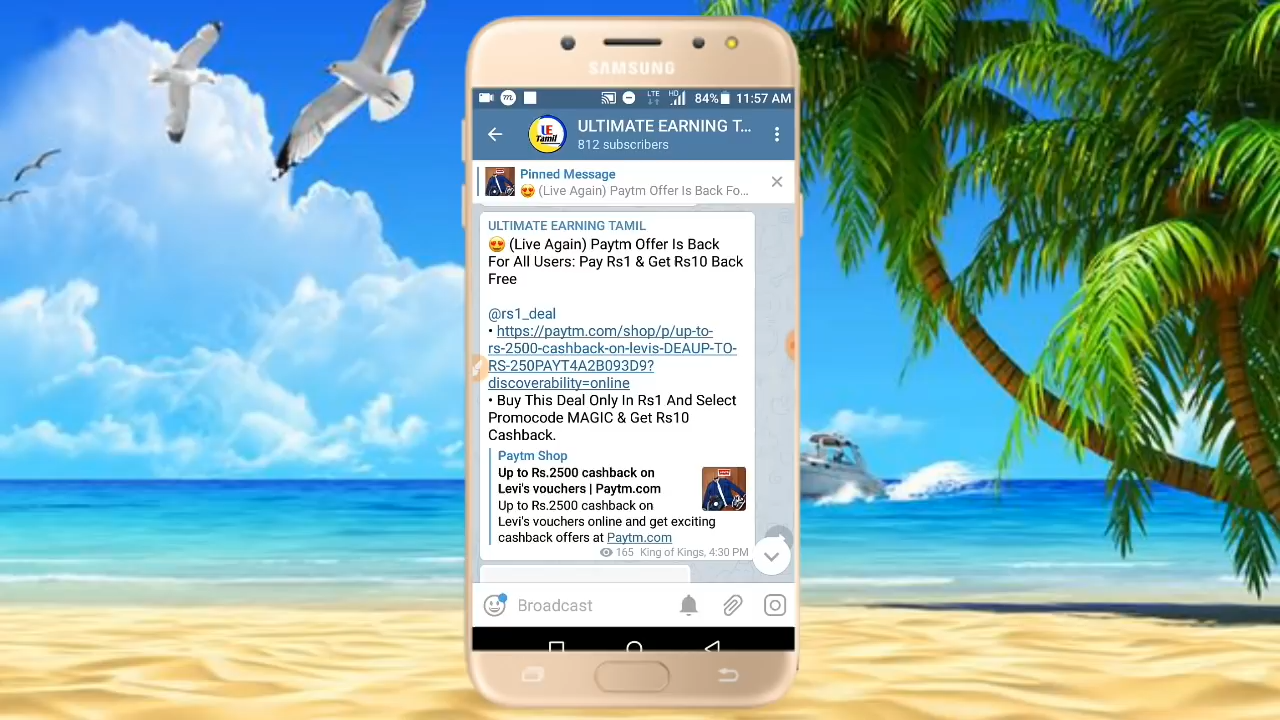 SAMSUNG
LTE HD 84% 11:57 AM
LE Tamil
ULTIMATE EARNING T...
812 subscribers
Pinned Message
😍 (Live Again) Paytm Offer Is Back Fo...
ULTIMATE EARNING TAMIL
😍 (Live Again) Paytm Offer Is Back
For All Users: Pay Rs1 & Get Rs10 Back
Free
@rs1_deal
• https://paytm.com/shop/p/up-to-
rs-2500-cashback-on-levis-DEAUP-TO-
RS-250PAYT4A2B093D9?
discoverability=online
• Buy This Deal Only In Rs1 And Select
Promocode MAGIC & Get Rs10
Cashback.
Paytm Shop
Up to Rs.2500 cashback on
Levi's vouchers | Paytm.com
Up to Rs.2500 cashback on
Levi's vouchers online and get exciting
cashback offers at Paytm.com
165 King of Kings, 4:30 PM
Broadcast